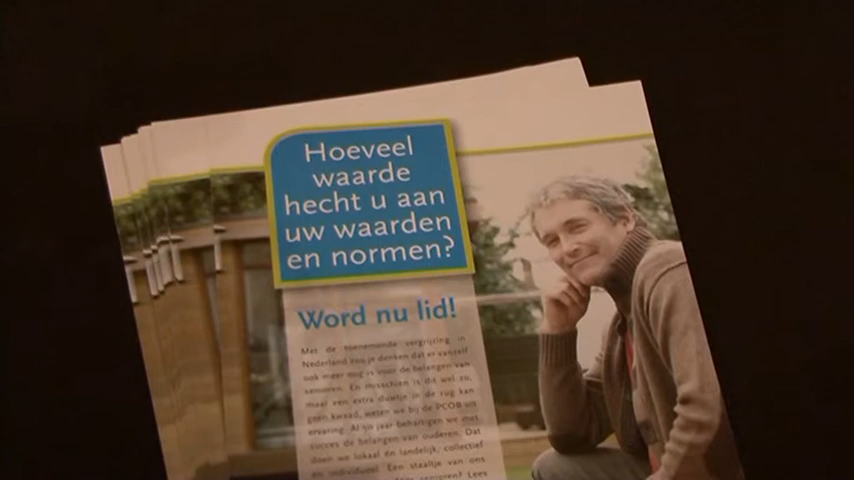 Hoeveel
waarde
hecht u aan
uw waarden
en normen?
Word nu lid!
Met de toenemende vergrijzing in
Nederland zou je denken dat er vanzelf
ook meer oog is voor de belangen van
senioren. En misschien is dit wel zo,
maar een extra duwtje in de rug kan
geen kwaad, weten we bij de PCOB uit
ervaring. Al 50 jaar behartigen we met
succes de belangen van ouderen. Dat
doen we lokaal én landelijk, collectief
en individueel. Een staaltje van ons
Lees